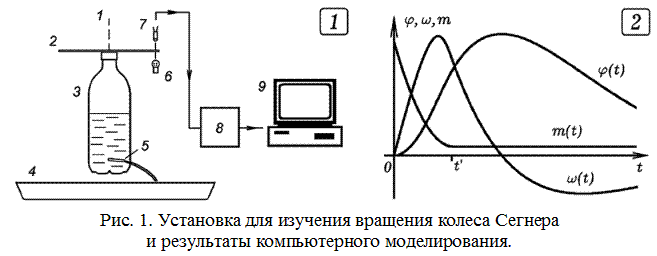 1
7
1
2
3
6
9
8
5
4
φ, ω, m
2
φ(t)
m(t)
0
t'
t
ω(t)
Рис. 1. Установка для изучения вращения колеса Сегнера
и результаты компьютерного моделирования.